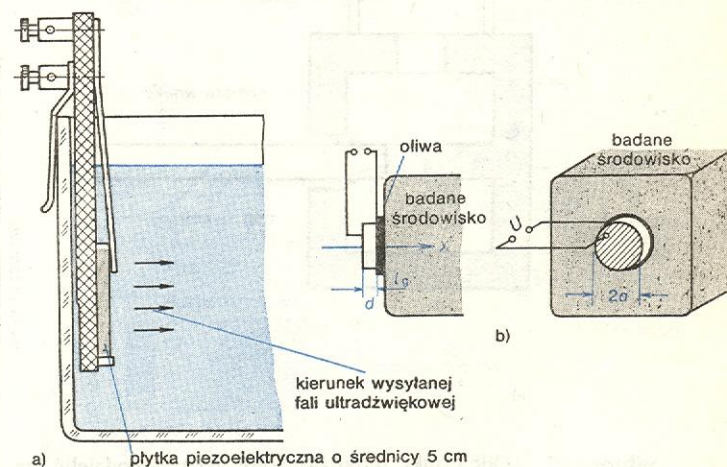 oliwa
badane
środowisko
x
d
l₀
badane
środowisko
U
2a
b)
kierunek wysyłanej
fali ultradźwiękowej
a)
płytka piezoelektryczna o średnicy 5 cm